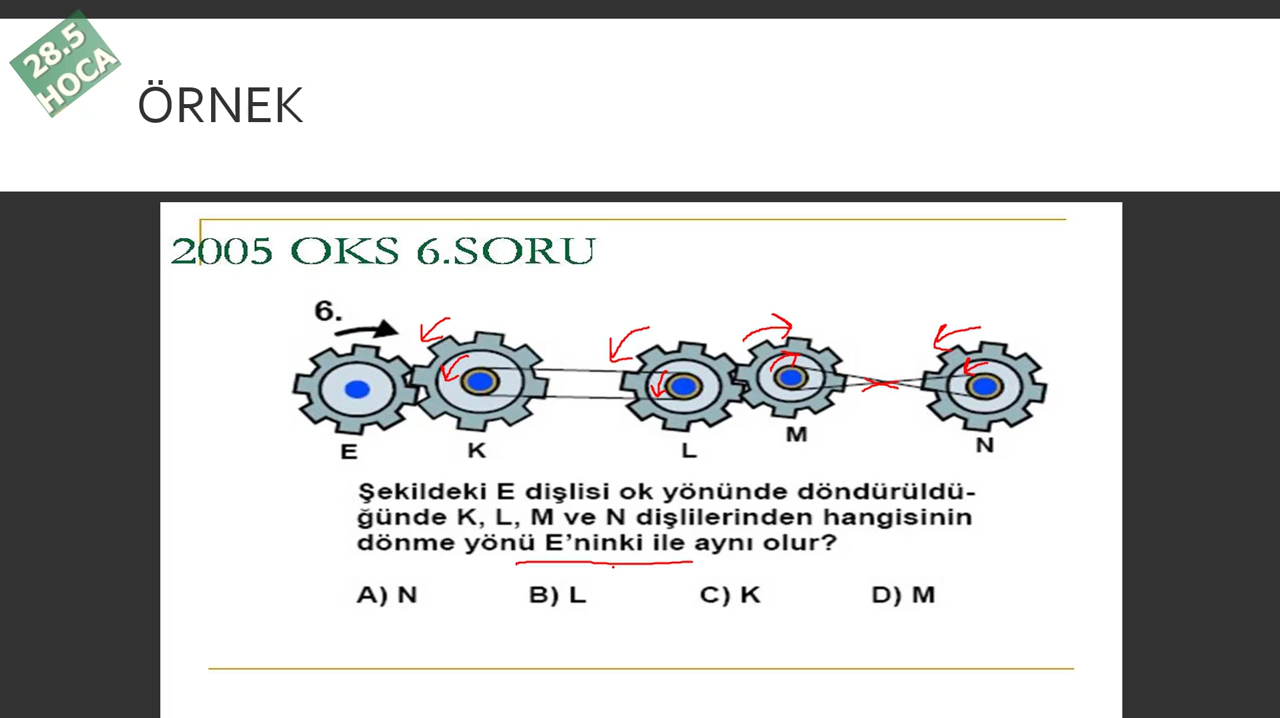 28.5
HOCA
ÖRNEK
2005 OKS 6.SORU
6.
E
K
L
M
N
Şekildeki E dişlisi ok yönünde döndürüldü-
ğünde K, L, M ve N dişlilerinden hangisinin
dönme yönü E'ninki ile aynı olur?
A) N B) L C) K D) M